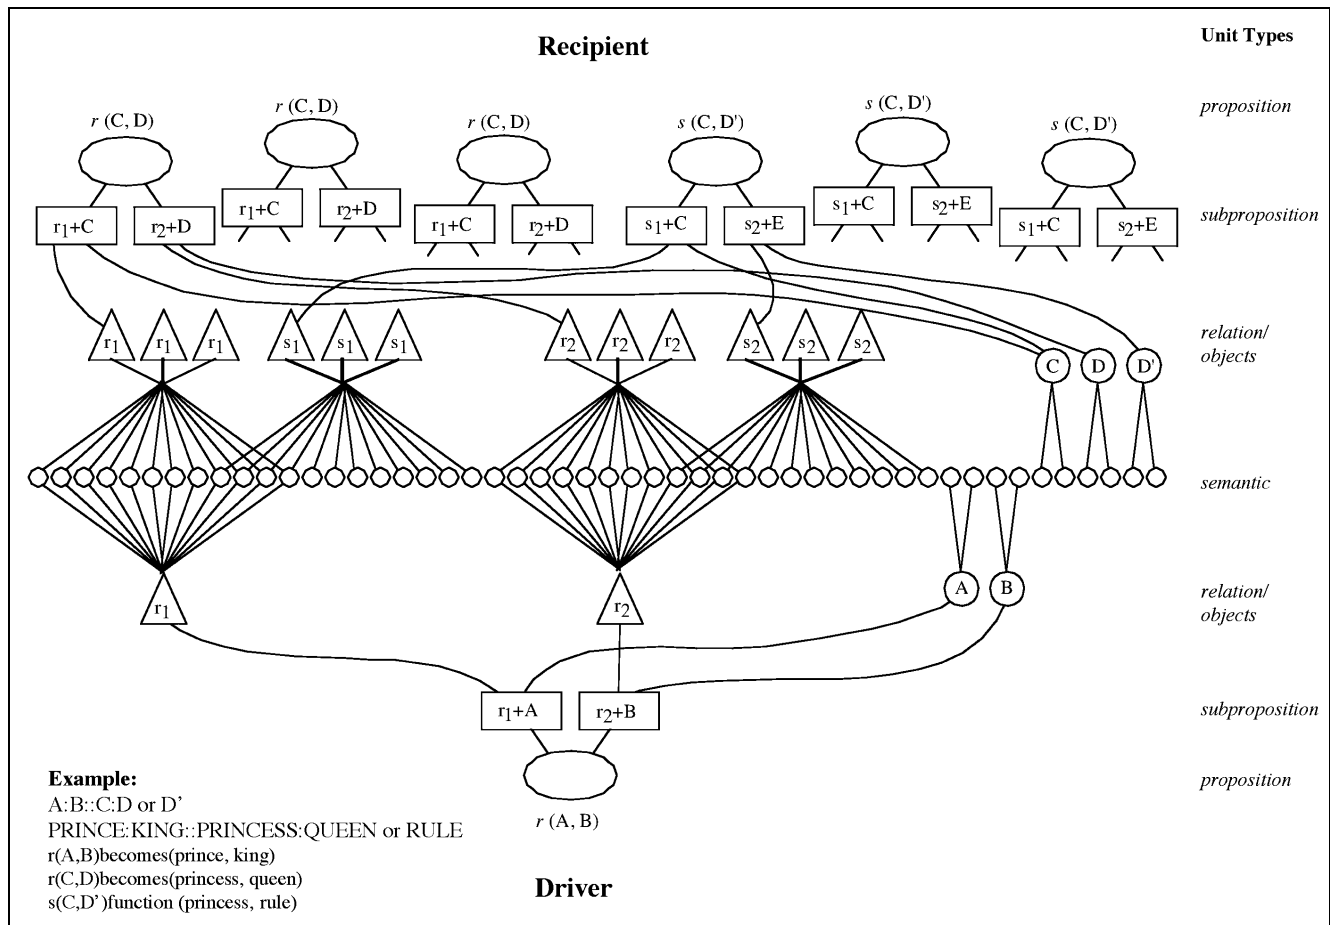 Recipient
Unit Types
r (C, D)
r (C, D)
r (C, D)
s (C, D')
s (C, D')
s (C, D')
proposition
r1+C
r2+D
r1+C
r2+D
r1+C
r2+D
s1+C
s2+E
s1+C
s2+E
s1+C
s2+E
subproposition
r1
r1
r1
s1
s1
s1
r2
r2
r2
s2
s2
s2
C
D
D'
relation/
objects
semantic
r1
r2
A
B
relation/
objects
r1+A
r2+B
subproposition
proposition
r (A, B)
Driver
Example:
A:B::C:D or D’
PRINCE:KING::PRINCESS:QUEEN or RULE
r(A,B)becomes(prince, king)
r(C,D)becomes(princess, queen)
s(C,D’)function (princess, rule)